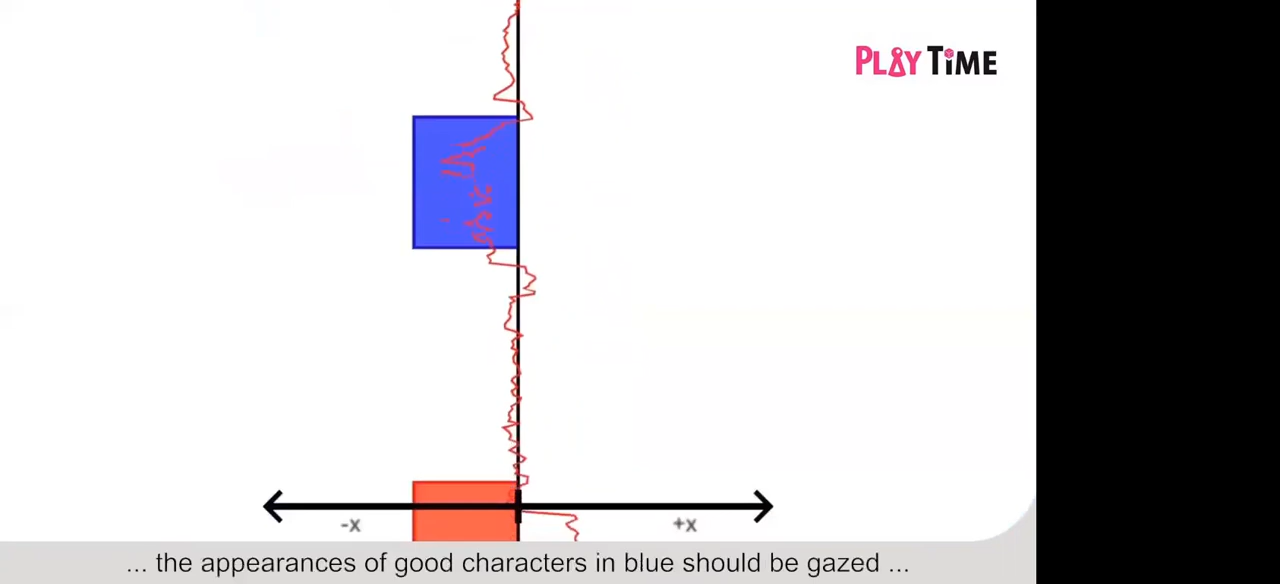 PLAY TiME
-x
+x
... the appearances of good characters in blue should be gazed ...